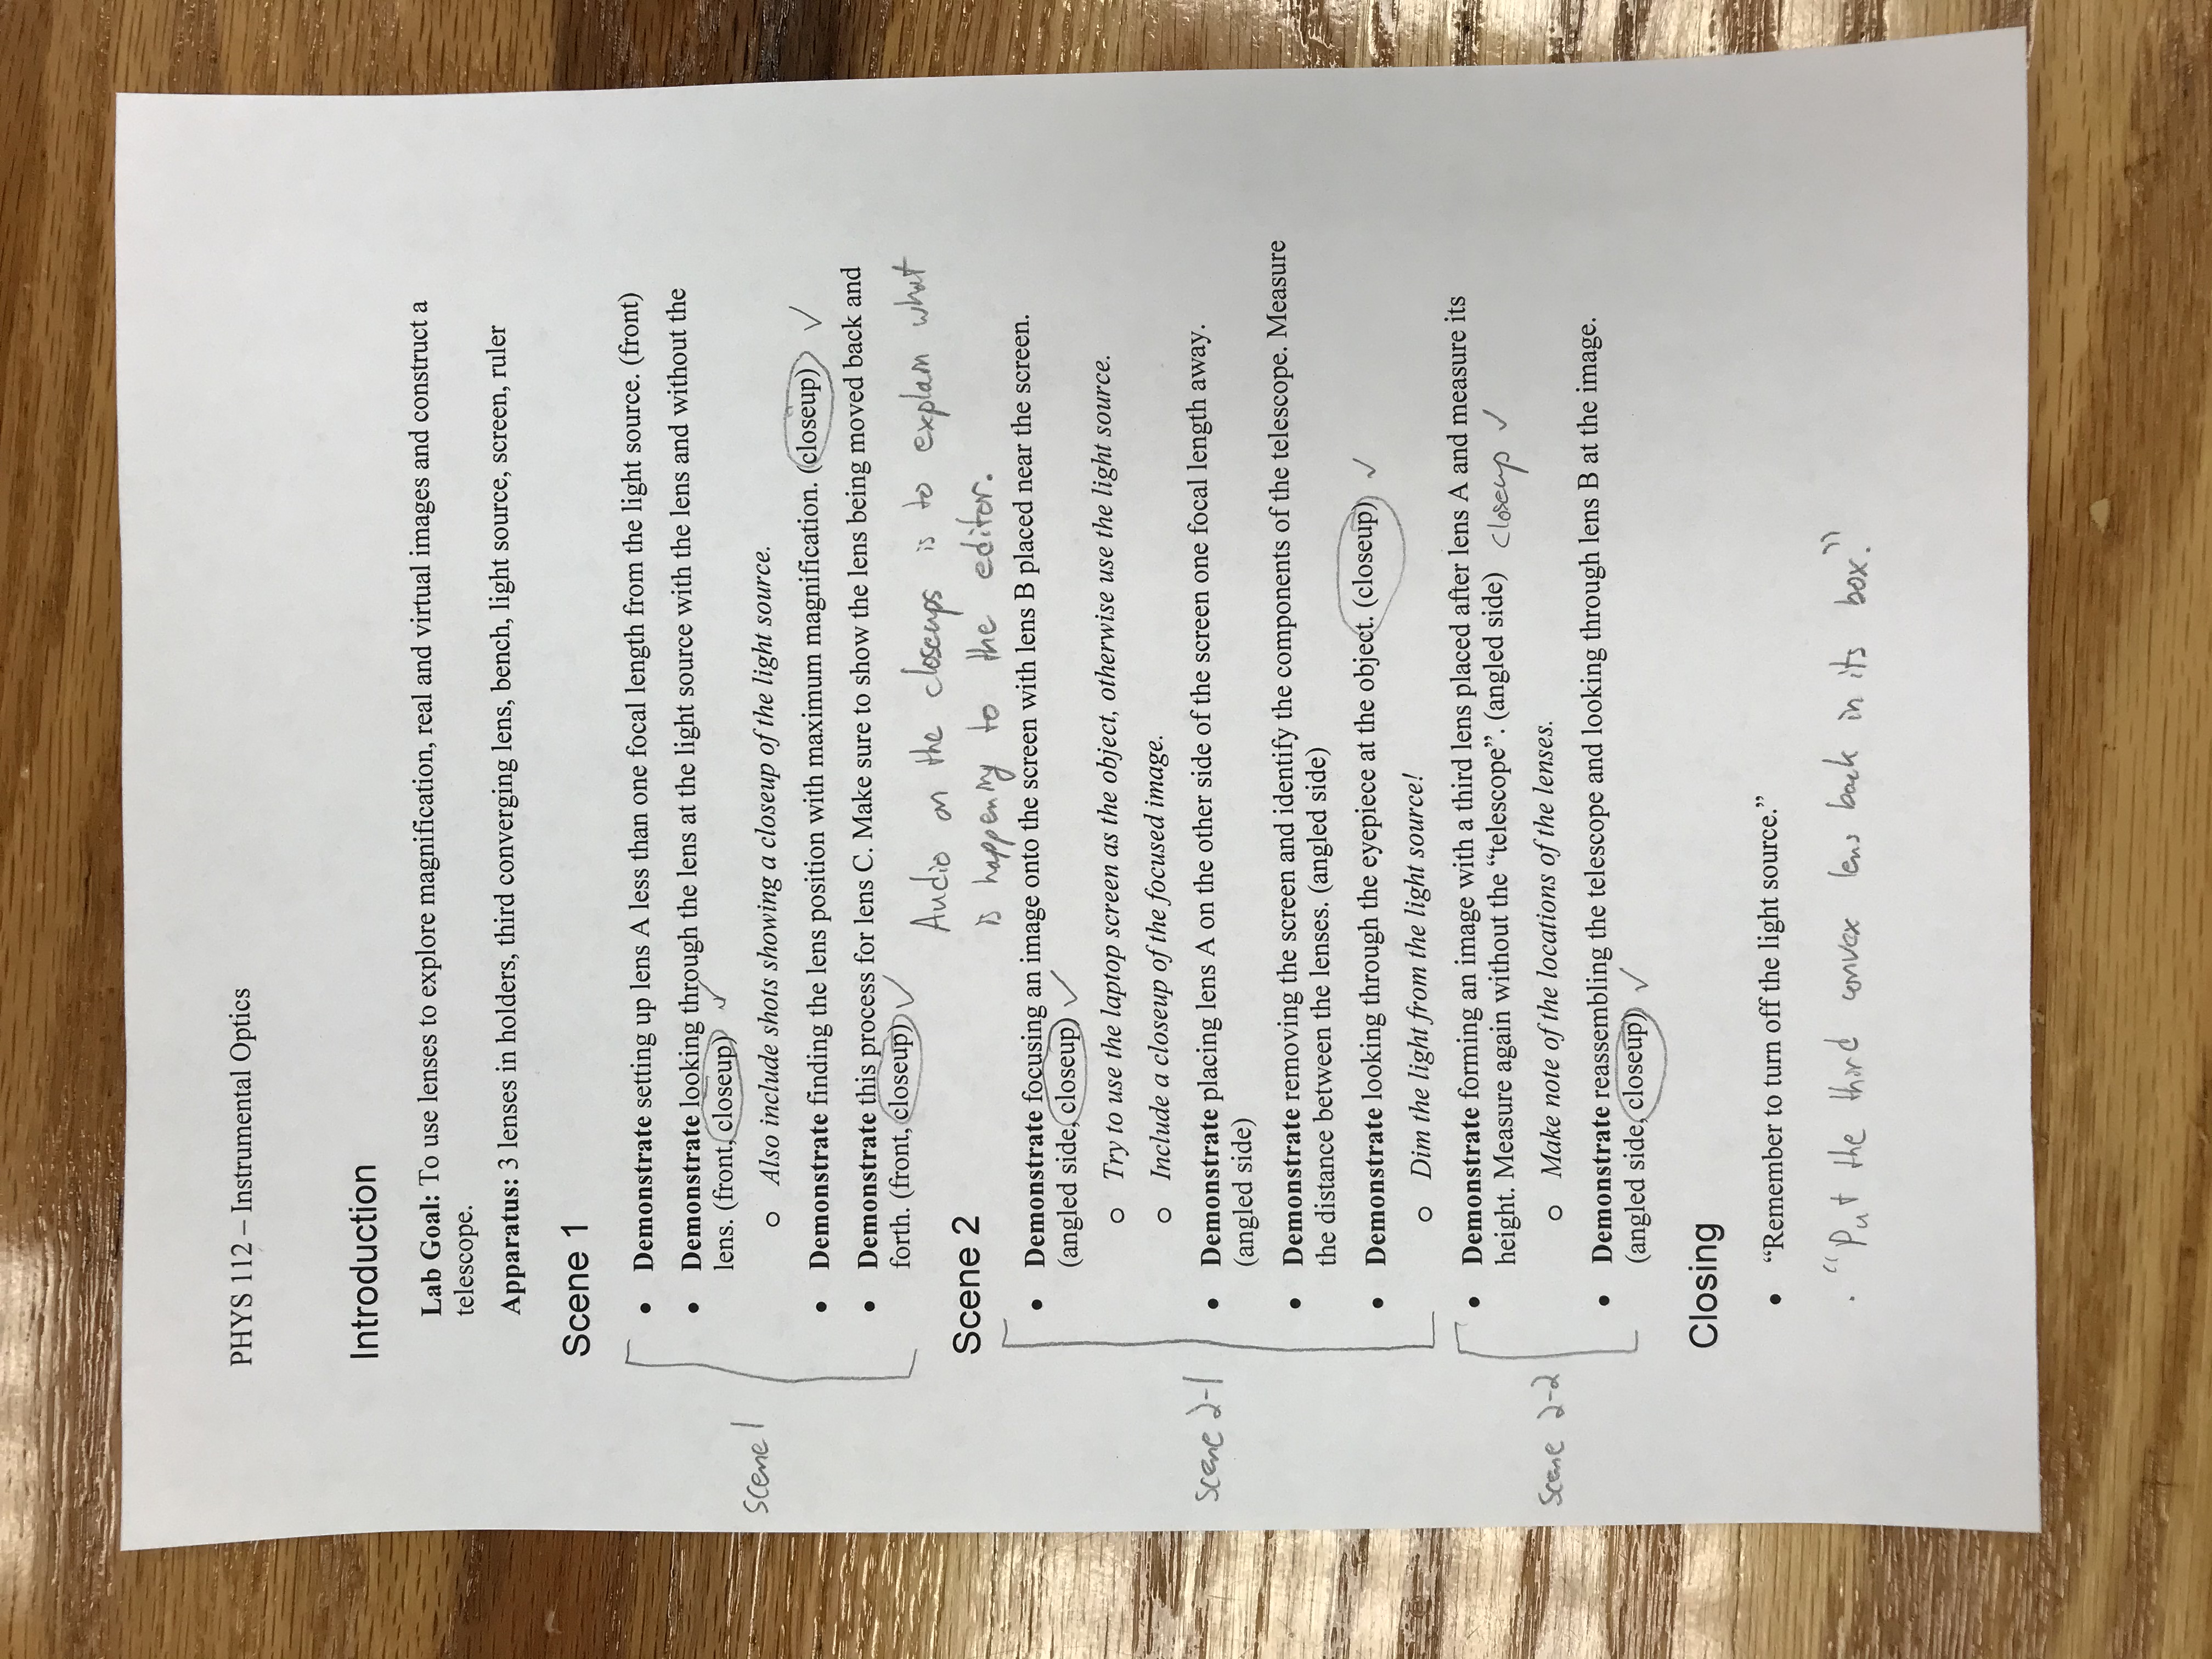 PHYS 112 – Instrumental Optics
Introduction
Lab Goal: To use lenses to explore magnification, real and virtual images and construct a
telescope.
Apparatus: 3 lenses in holders, third converging lens, bench, light source, screen, ruler
Scene 1
• Demonstrate setting up lens A less than one focal length from the light source. (front)
• Demonstrate looking through the lens at the light source with the lens and without the
lens. (front, closeup) ✓
scene 1
o Also include shots showing a closeup of the light source.
• Demonstrate finding the lens position with maximum magnification. (closeup) ✓
• Demonstrate this process for lens C. Make sure to show the lens being moved back and
forth. (front, closeup) ✓
Audio on the closeups is to explain what
is happening to the editor.
Scene 2
• Demonstrate focusing an image onto the screen with lens B placed near the screen.
(angled side, closeup) ✓
o Try to use the laptop screen as the object, otherwise use the light source.
o Include a closeup of the focused image.
scene 2-1
• Demonstrate placing lens A on the other side of the screen one focal length away.
(angled side)
• Demonstrate removing the screen and identify the components of the telescope. Measure
the distance between the lenses. (angled side)
• Demonstrate looking through the eyepiece at the object. (closeup) ✓
o Dim the light from the light source!
• Demonstrate forming an image with a third lens placed after lens A and measure its
height. Measure again without the “telescope”. (angled side) closeup ✓
scene 2-2
o Make note of the locations of the lenses.
• Demonstrate reassembling the telescope and looking through lens B at the image.
(angled side, closeup) ✓
Closing
• “Remember to turn off the light source.”
· “Put the third convex lens back in its box.”